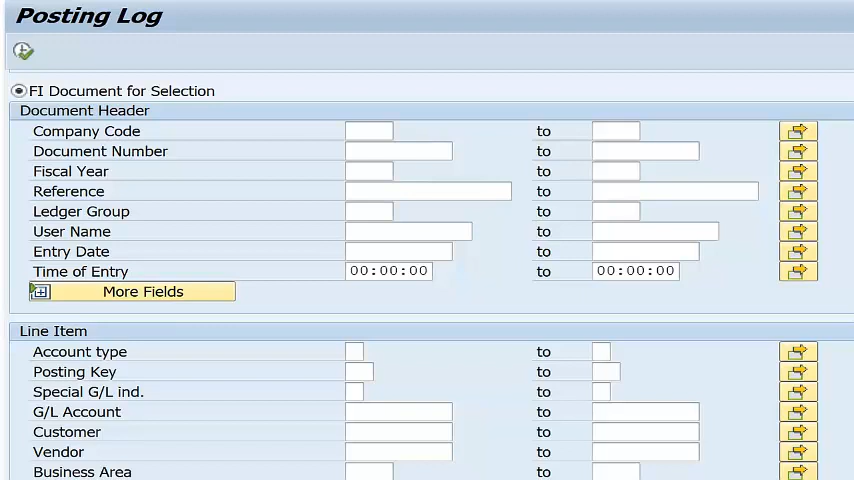 Posting Log
FI Document for Selection
Document Header
Company Code to
Document Number to
Fiscal Year to
Reference to
Ledger Group to
User Name to
Entry Date to
Time of Entry 00:00:00 to 00:00:00
More Fields
Line Item
Account type to
Posting Key to
Special G/L ind. to
G/L Account to
Customer to
Vendor to
Business Area to